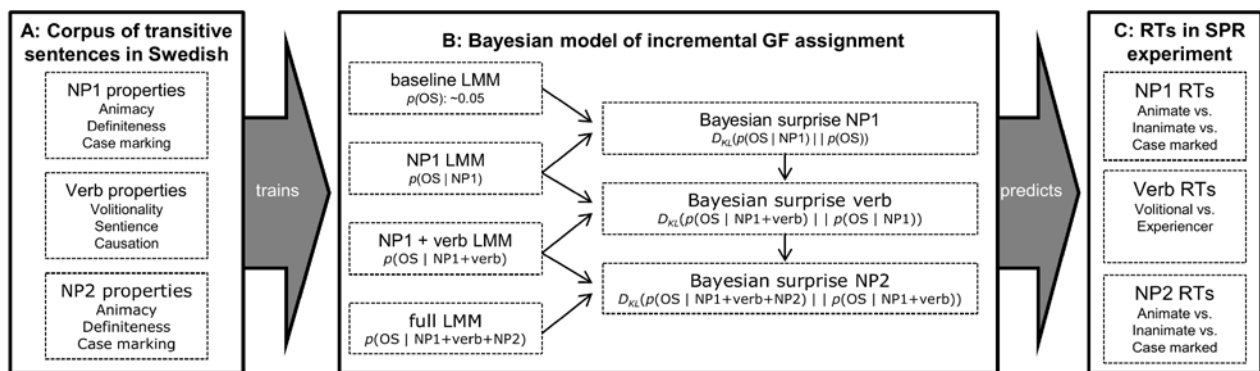 A: Corpus of transitive
sentences in Swedish
NP1 properties
Animacy
Definiteness
Case marking
Verb properties
Volitionality
Sentience
Causation
NP2 properties
Animacy
Definiteness
Case marking
trains
B: Bayesian model of incremental GF assignment
baseline LMM
p(OS): ~0.05
NP1 LMM
p(OS | NP1)
NP1 + verb LMM
p(OS | NP1+verb)
full LMM
p(OS | NP1+verb+NP2)
Bayesian surprise NP1
D_KL(p(OS | NP1) | | p(OS))
Bayesian surprise verb
D_KL(p(OS | NP1+verb) | | p(OS | NP1))
Bayesian surprise NP2
D_KL(p(OS | NP1+verb+NP2) | | p(OS | NP1+verb))
predicts
C: RTs in SPR
experiment
NP1 RTs
Animate vs.
Inanimate vs.
Case marked
Verb RTs
Volitional vs.
Experiencer
NP2 RTs
Animate vs.
Inanimate vs.
Case marked